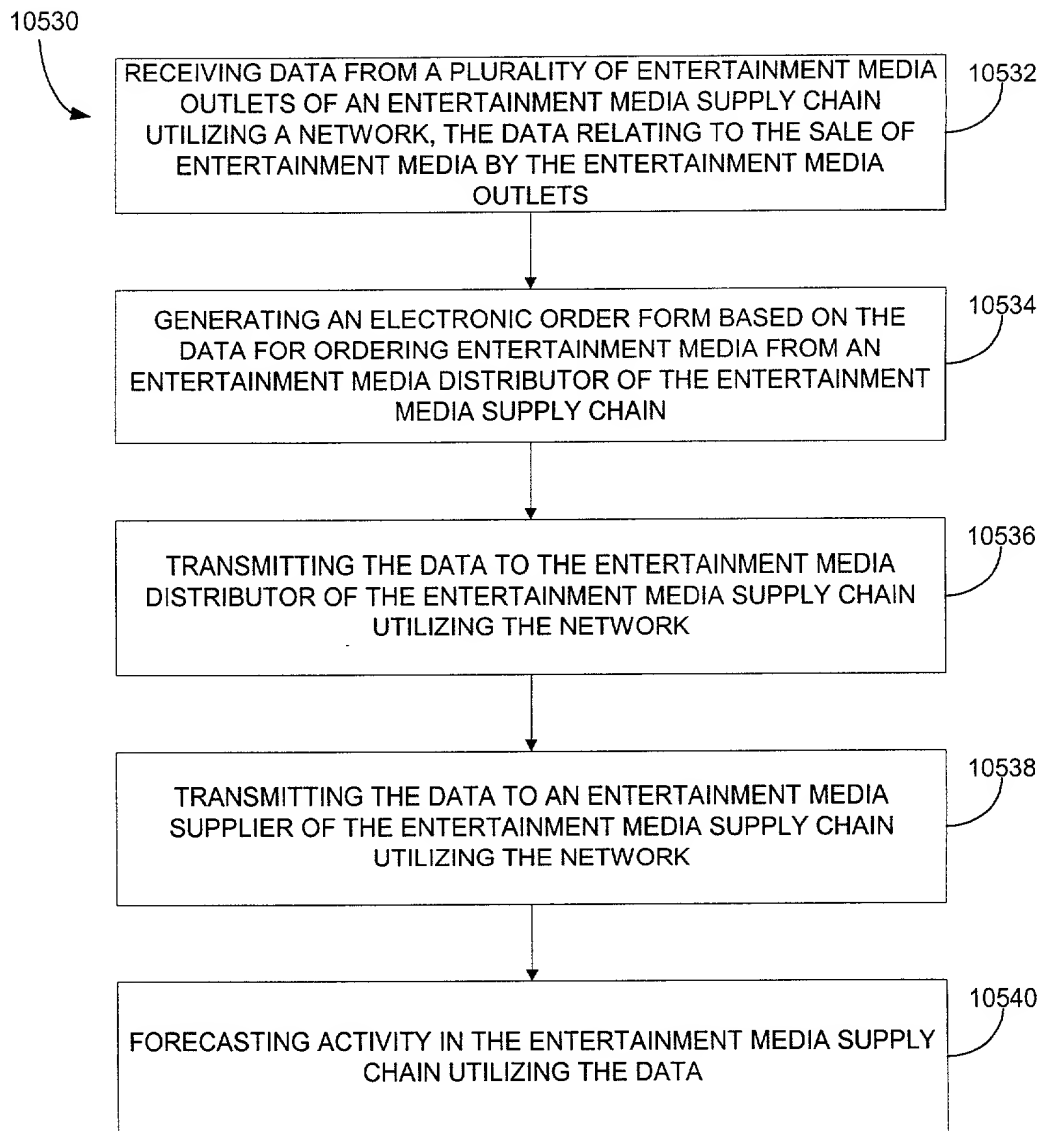 10530
RECEIVING DATA FROM A PLURALITY OF ENTERTAINMENT MEDIA
OUTLETS OF AN ENTERTAINMENT MEDIA SUPPLY CHAIN
UTILIZING A NETWORK, THE DATA RELATING TO THE SALE OF
ENTERTAINMENT MEDIA BY THE ENTERTAINMENT MEDIA
OUTLETS
10532
GENERATING AN ELECTRONIC ORDER FORM BASED ON THE
DATA FOR ORDERING ENTERTAINMENT MEDIA FROM AN
ENTERTAINMENT MEDIA DISTRIBUTOR OF THE ENTERTAINMENT
MEDIA SUPPLY CHAIN
10534
TRANSMITTING THE DATA TO THE ENTERTAINMENT MEDIA
DISTRIBUTOR OF THE ENTERTAINMENT MEDIA SUPPLY CHAIN
UTILIZING THE NETWORK
10536
TRANSMITTING THE DATA TO AN ENTERTAINMENT MEDIA
SUPPLIER OF THE ENTERTAINMENT MEDIA SUPPLY CHAIN
UTILIZING THE NETWORK
10538
FORECASTING ACTIVITY IN THE ENTERTAINMENT MEDIA SUPPLY
CHAIN UTILIZING THE DATA
10540